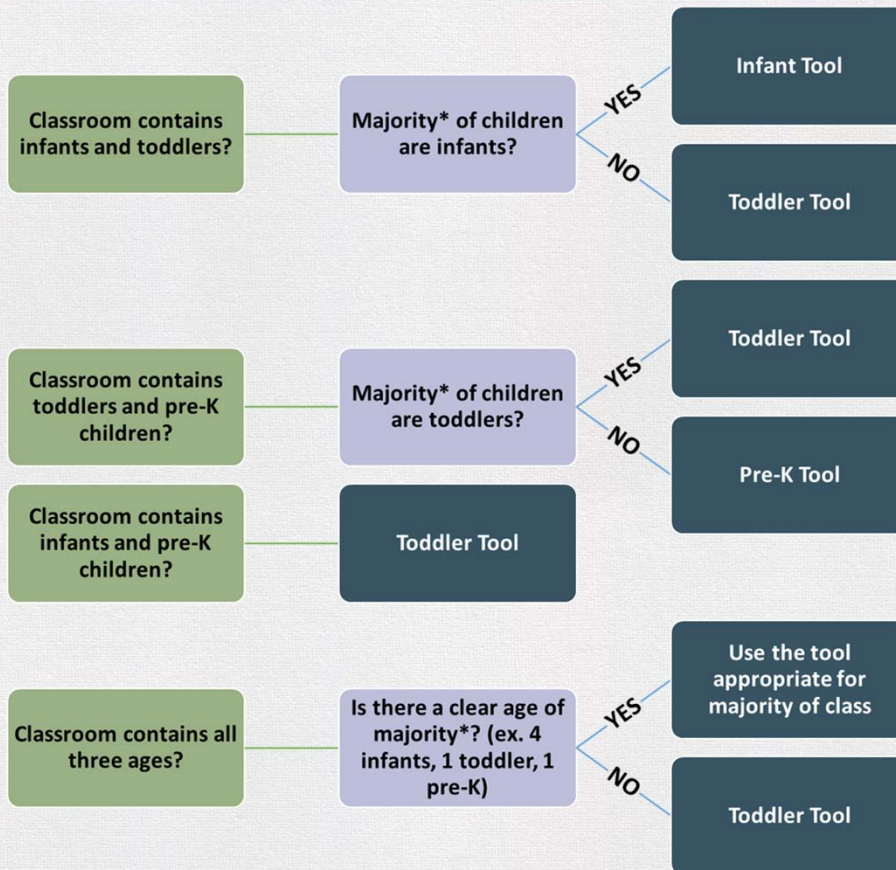 Classroom contains
infants and toddlers?
Majority* of children
are infants?
YES
Infant Tool
NO
Toddler Tool
Classroom contains
toddlers and pre-K
children?
Majority* of children
are toddlers?
YES
Toddler Tool
NO
Pre-K Tool
Classroom contains
infants and pre-K
children?
Toddler Tool
Classroom contains all
three ages?
Is there a clear age of
majority*? (ex. 4
infants, 1 toddler, 1
pre-K)
YES
Use the tool
appropriate for
majority of class
NO
Toddler Tool